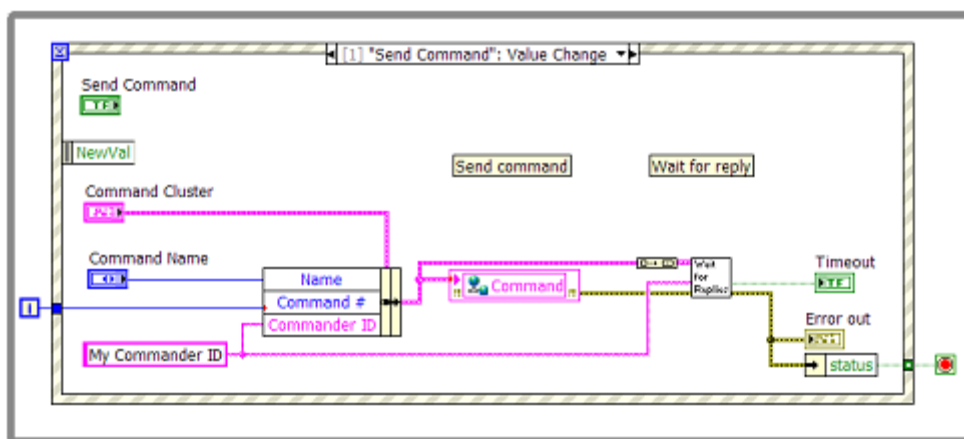 [1] "Send Command": Value Change
Send Command
TF
NewVal
Send command
Wait for reply
Command Cluster
Command Name
Name
Command #
Commander ID
My Commander ID
Command
Wait
for
Replies
Timeout
TF
Error out
status
i